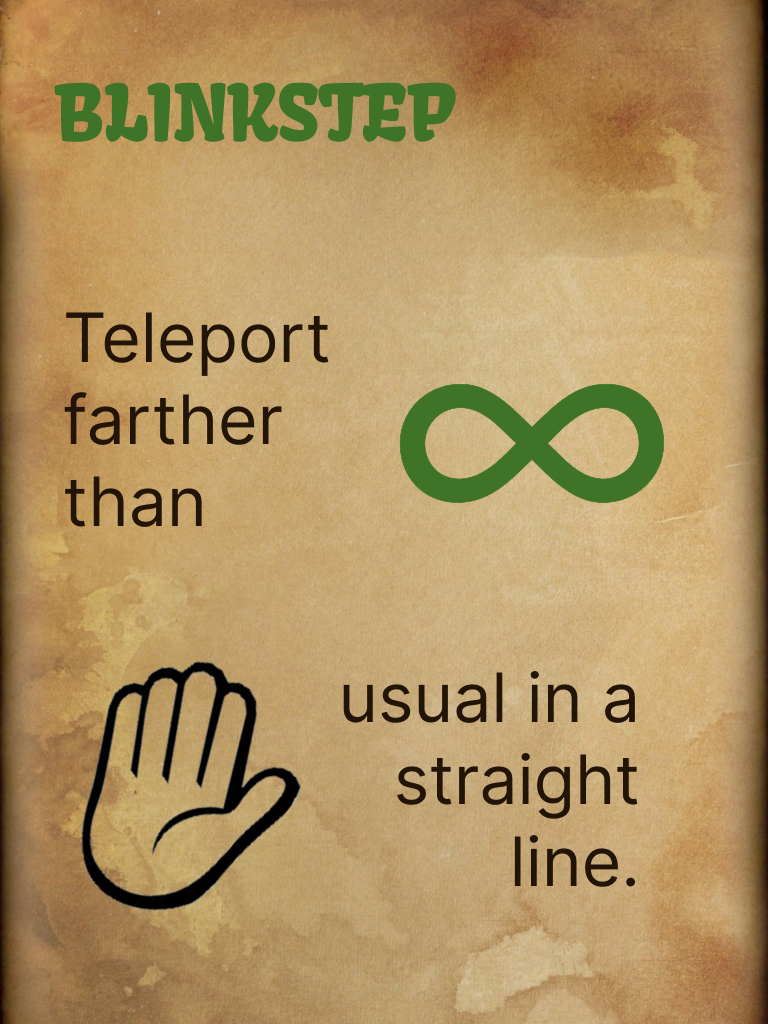 BLINKSTEP
Teleport
farther
than
∞
usual in a
straight
line.